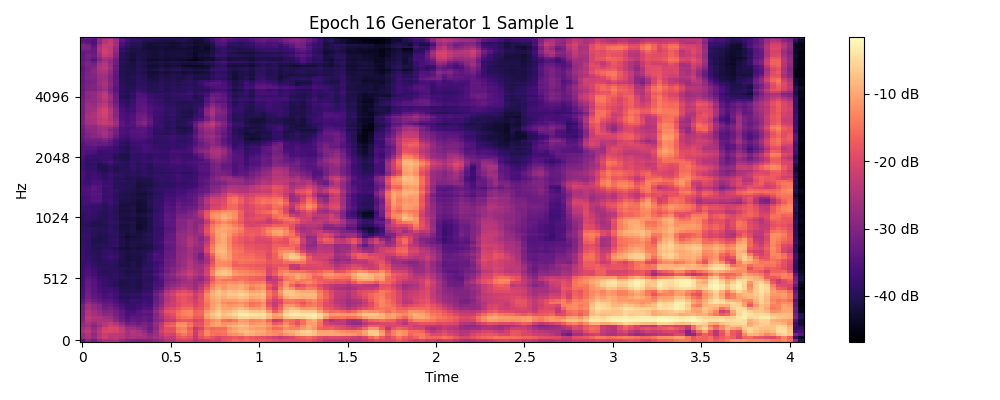 Epoch 16 Generator 1 Sample 1
Hz
4096
2048
1024
512
0
0 0.5 1 1.5 2 2.5 3 3.5 4
Time
-10 dB
-20 dB
-30 dB
-40 dB